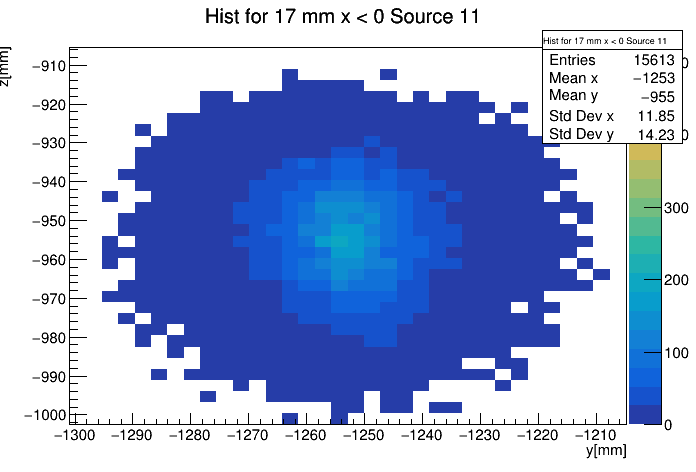 Hist for 17 mm x < 0 Source 11
z[mm]
Hist for 17 mm x < 0 Source 11
Entries 15613
Mean x −1253
Mean y −955
Std Dev x 11.85
Std Dev y 14.23
−910
−920
−930
−940
−950
−960
−970
−980
−990
−1000
−1300 −1290 −1280 −1270 −1260 −1250 −1240 −1230 −1220 −1210
y[mm]
0
0
300
200
100
0